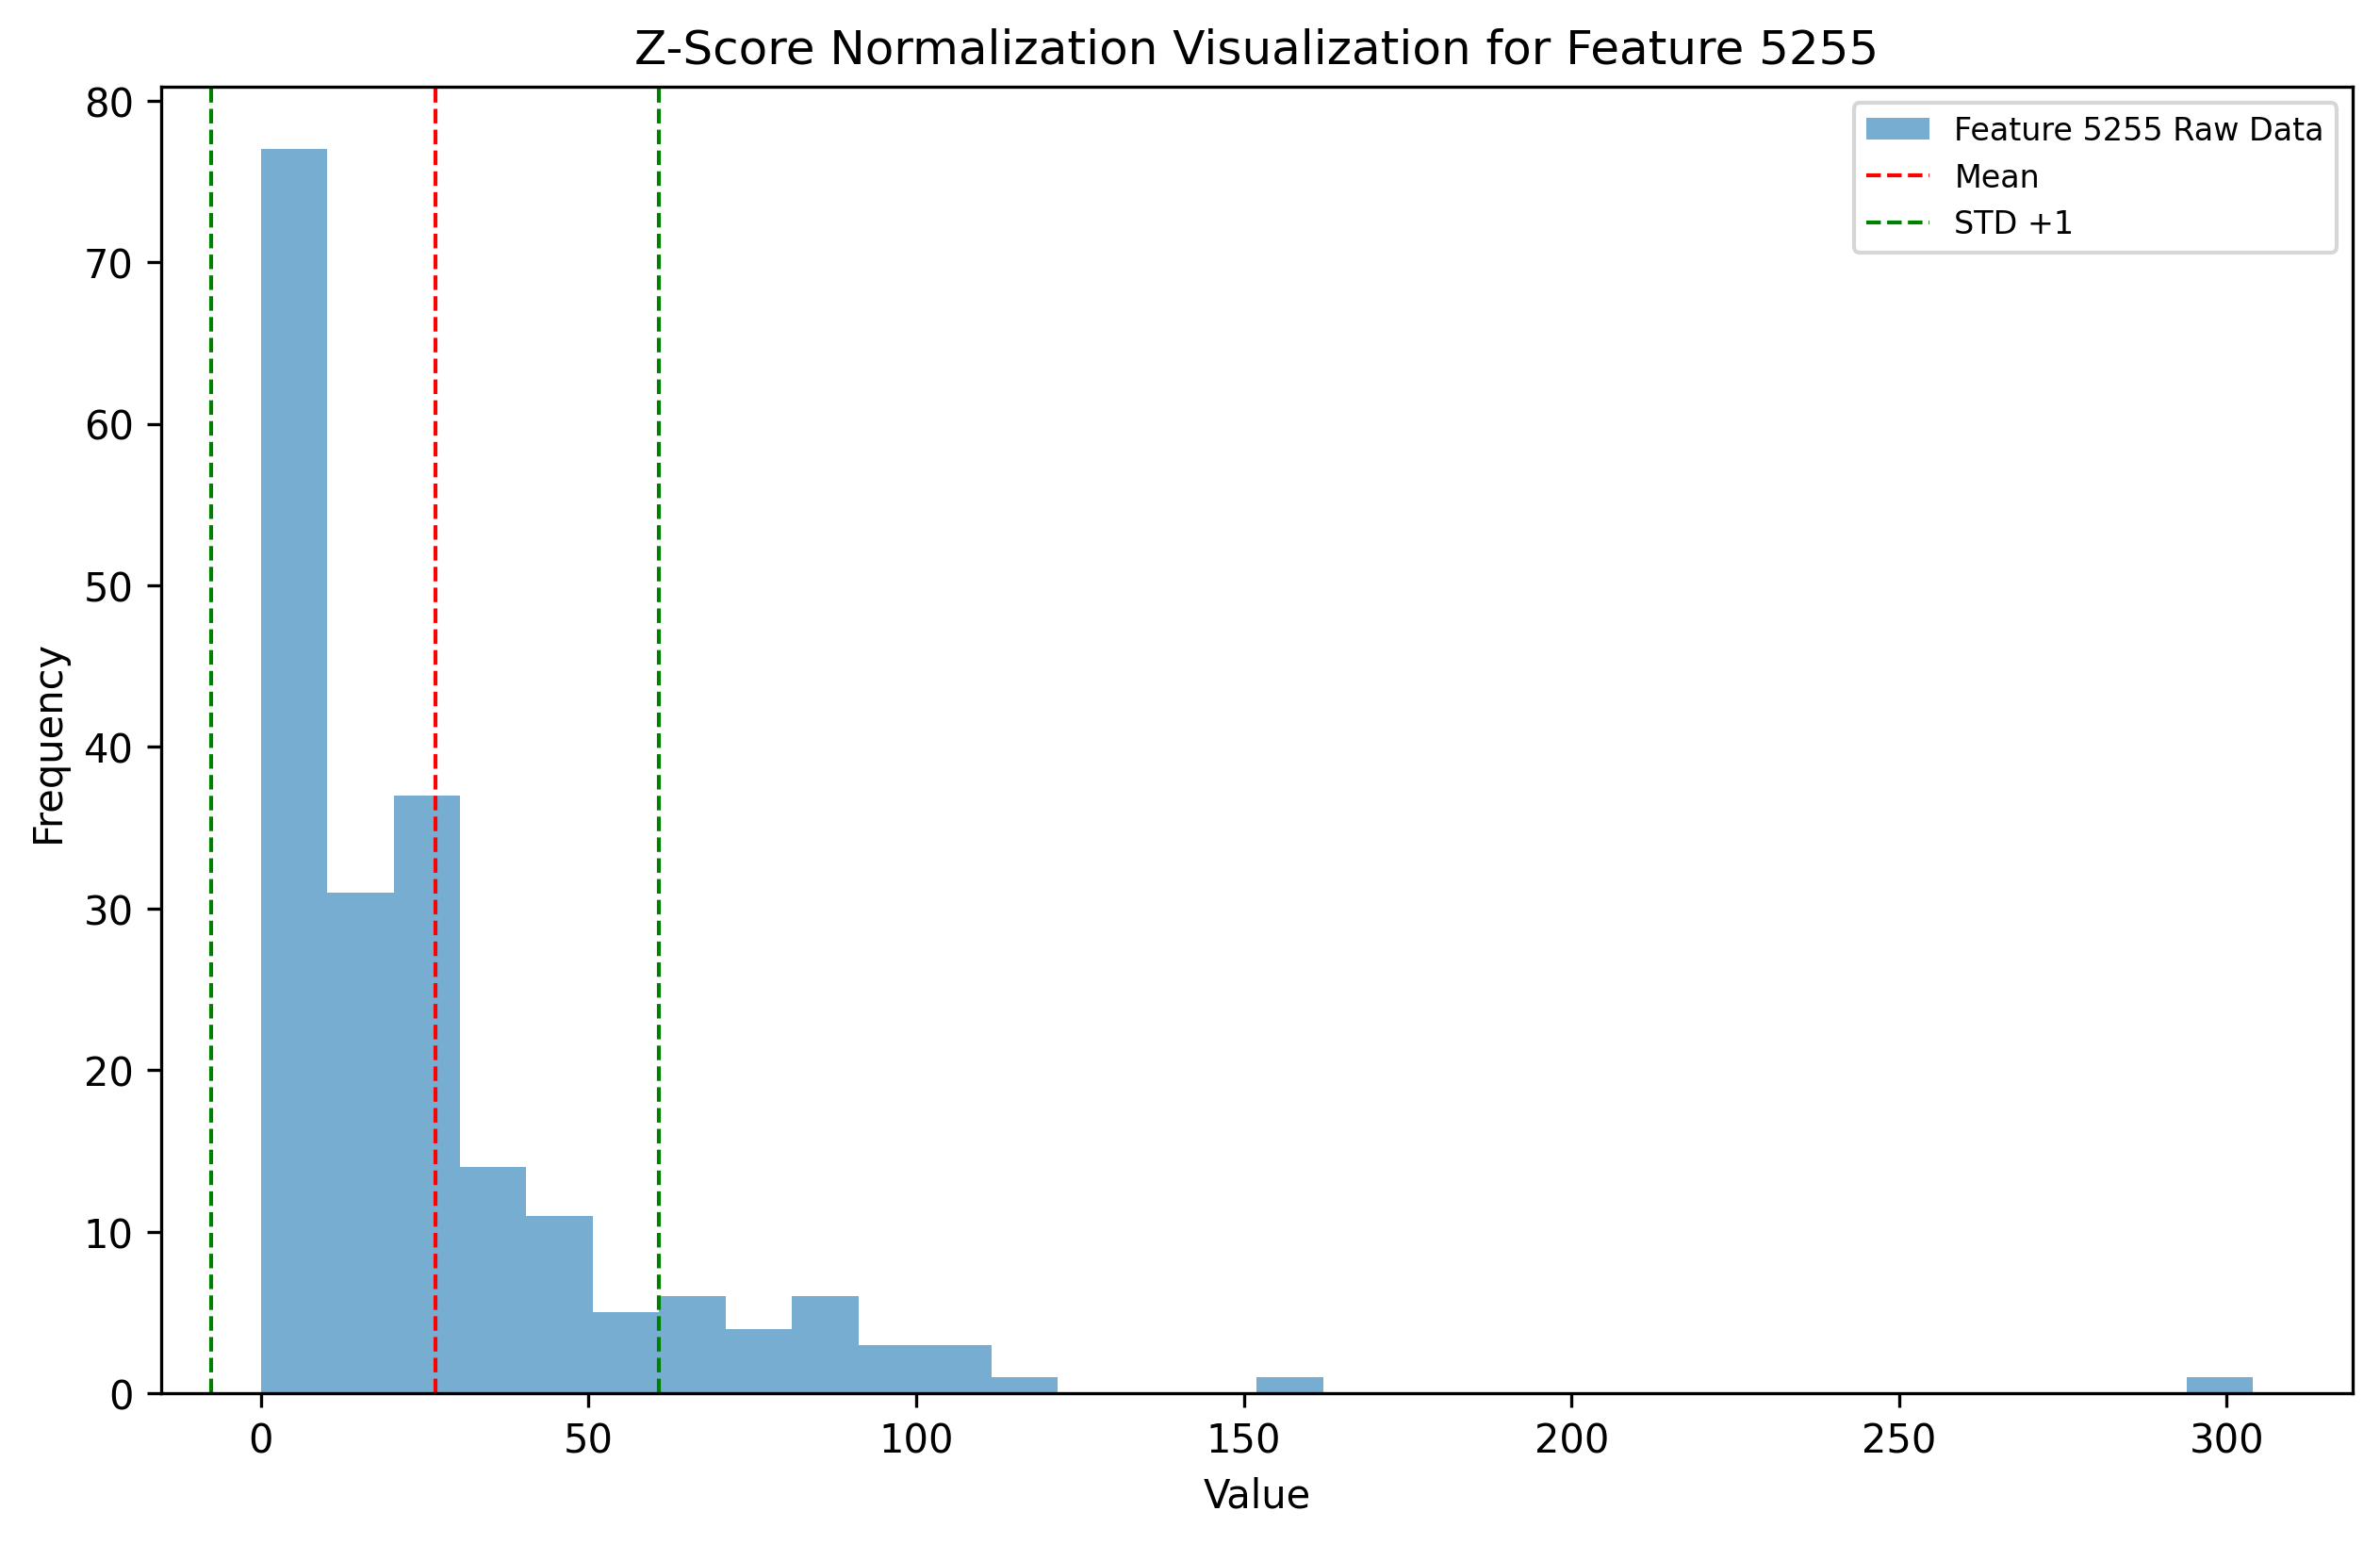 Z-Score Normalization Visualization for Feature 5255
Feature 5255 Raw Data
Mean
STD +1
80
70
60
50
40
30
20
10
0
Frequency
0 50 100 150 200 250 300
Value